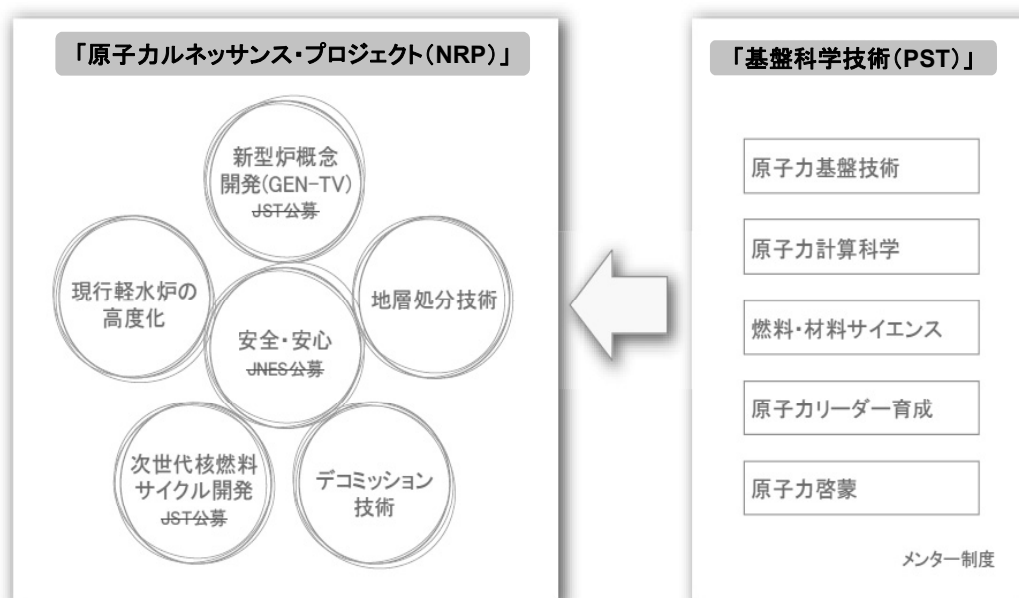 「原子力ルネッサンス・プロジェクト(NRP)」
新型炉概念
開発(GEN-TV)
JST公募
現行軽水炉の
高度化
地層処分技術
安全・安心
JNES公募
次世代核燃料
サイクル開発
JST公募
デコミッション
技術
「基盤科学技術(PST)」
原子力基盤技術
原子力計算科学
燃料・材料サイエンス
原子力リーダー育成
原子力啓蒙
メンター制度